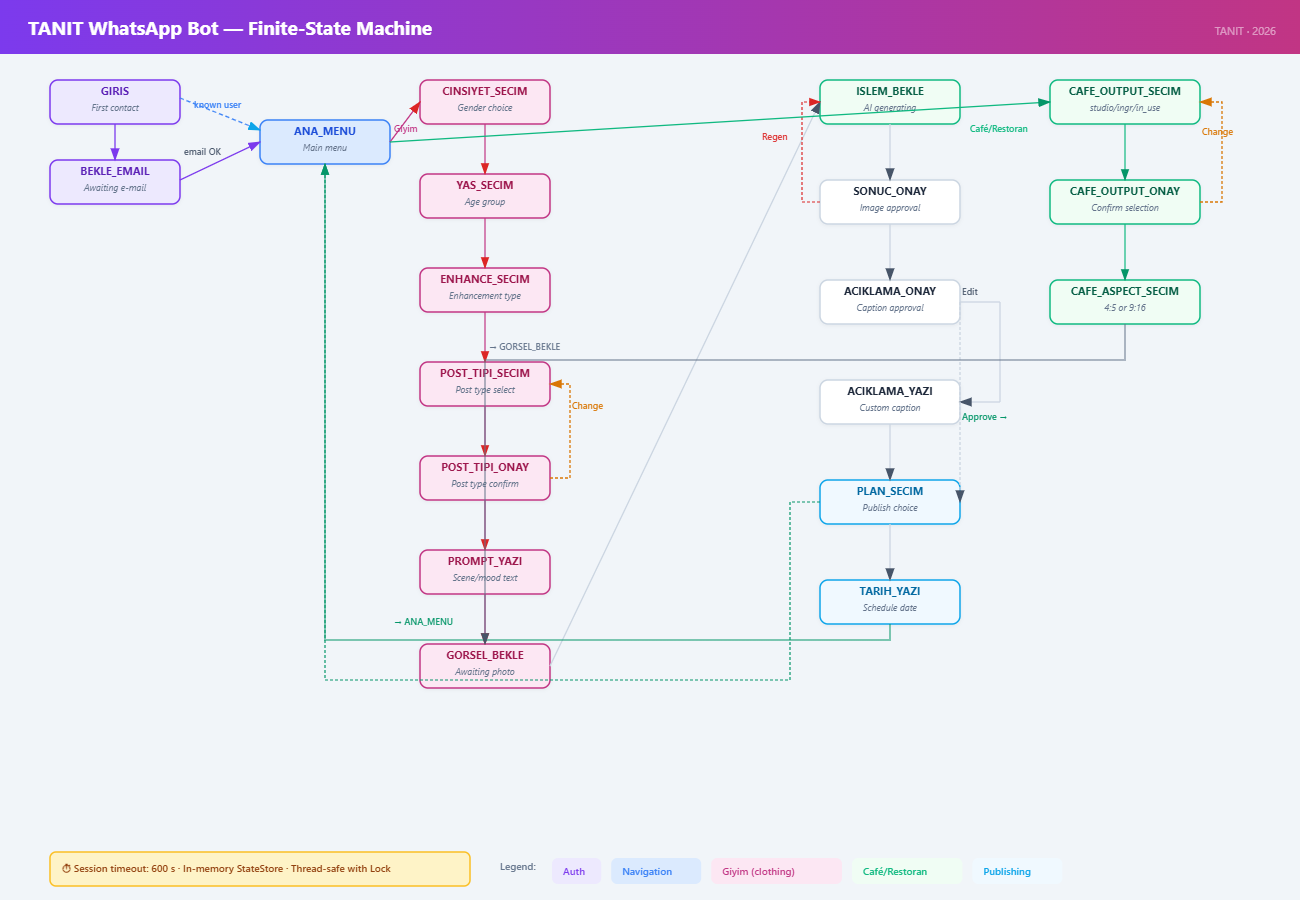 TANIT WhatsApp Bot — Finite-State Machine
TANIT · 2026
GIRIS
First contact
known user
BEKLE_EMAIL
Awaiting e-mail
email OK
ANA_MENU
Main menu
Giyim
CINSIYET_SECIM
Gender choice
YAS_SECIM
Age group
ENHANCE_SECIM
Enhancement type
→ GORSEL_BEKLE
POST_TIPI_SECIM
Post type select
Change
POST_TIPI_ONAY
Post type confirm
PROMPT_YAZI
Scene/mood text
→ ANA_MENU
GORSEL_BEKLE
Awaiting photo
ISLEM_BEKLE
AI generating
Regen
SONUC_ONAY
Image approval
ACIKLAMA_ONAY
Caption approval
Edit
ACIKLAMA_YAZI
Custom caption
Approve →
PLAN_SECIM
Publish choice
TARIH_YAZI
Schedule date
Café/Restoran
CAFE_OUTPUT_SECIM
studio/ingr/in_use
Change
CAFE_OUTPUT_ONAY
Confirm selection
CAFE_ASPECT_SECIM
4:5 or 9:16
⏱ Session timeout: 600 s · In-memory StateStore · Thread-safe with Lock
Legend:
Auth
Navigation
Giyim (clothing)
Café/Restoran
Publishing